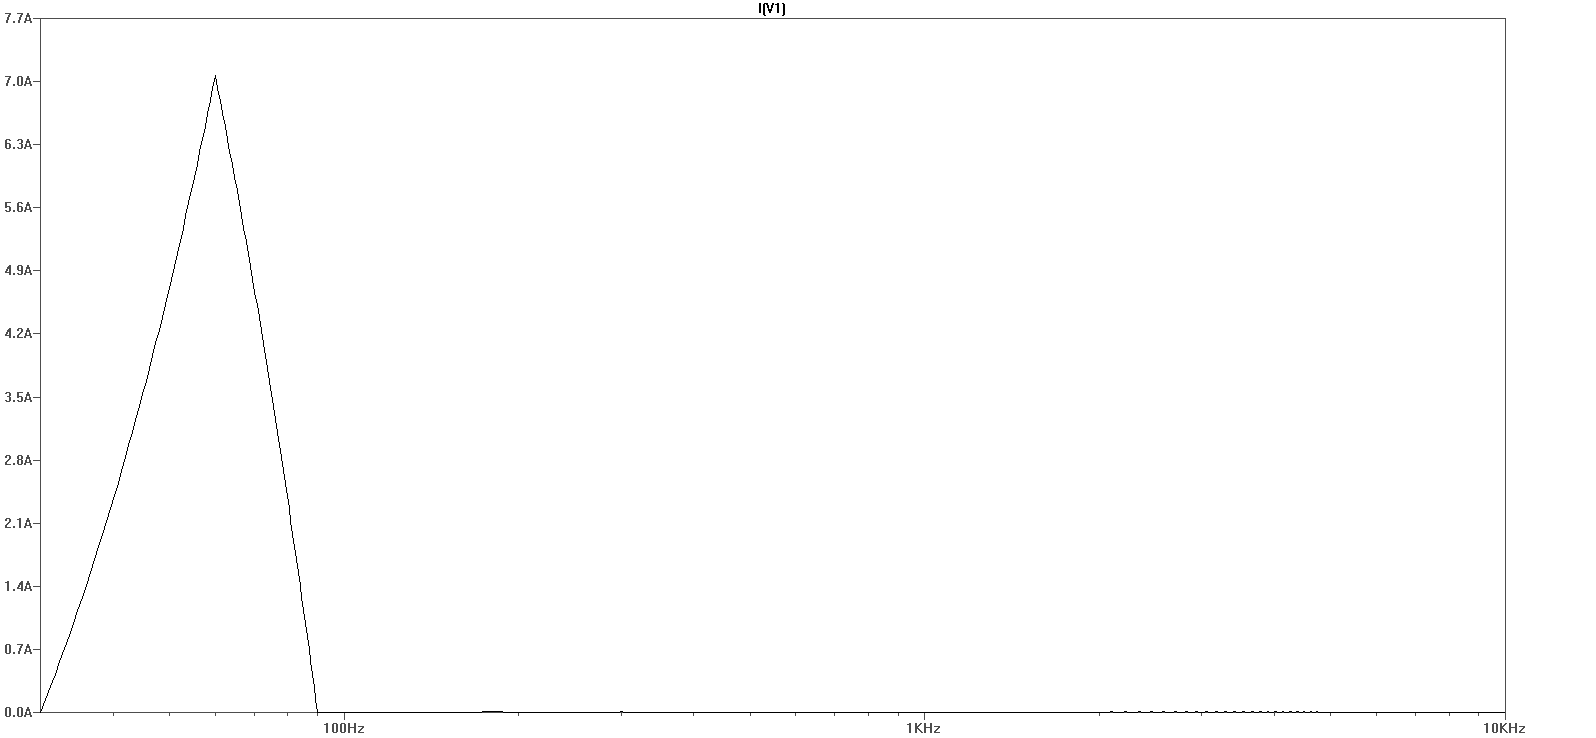 I(V1)
7.7A
7.0A
6.3A
5.6A
4.9A
4.2A
3.5A
2.8A
2.1A
1.4A
0.7A
0.0A
100Hz 1KHz 10KHz